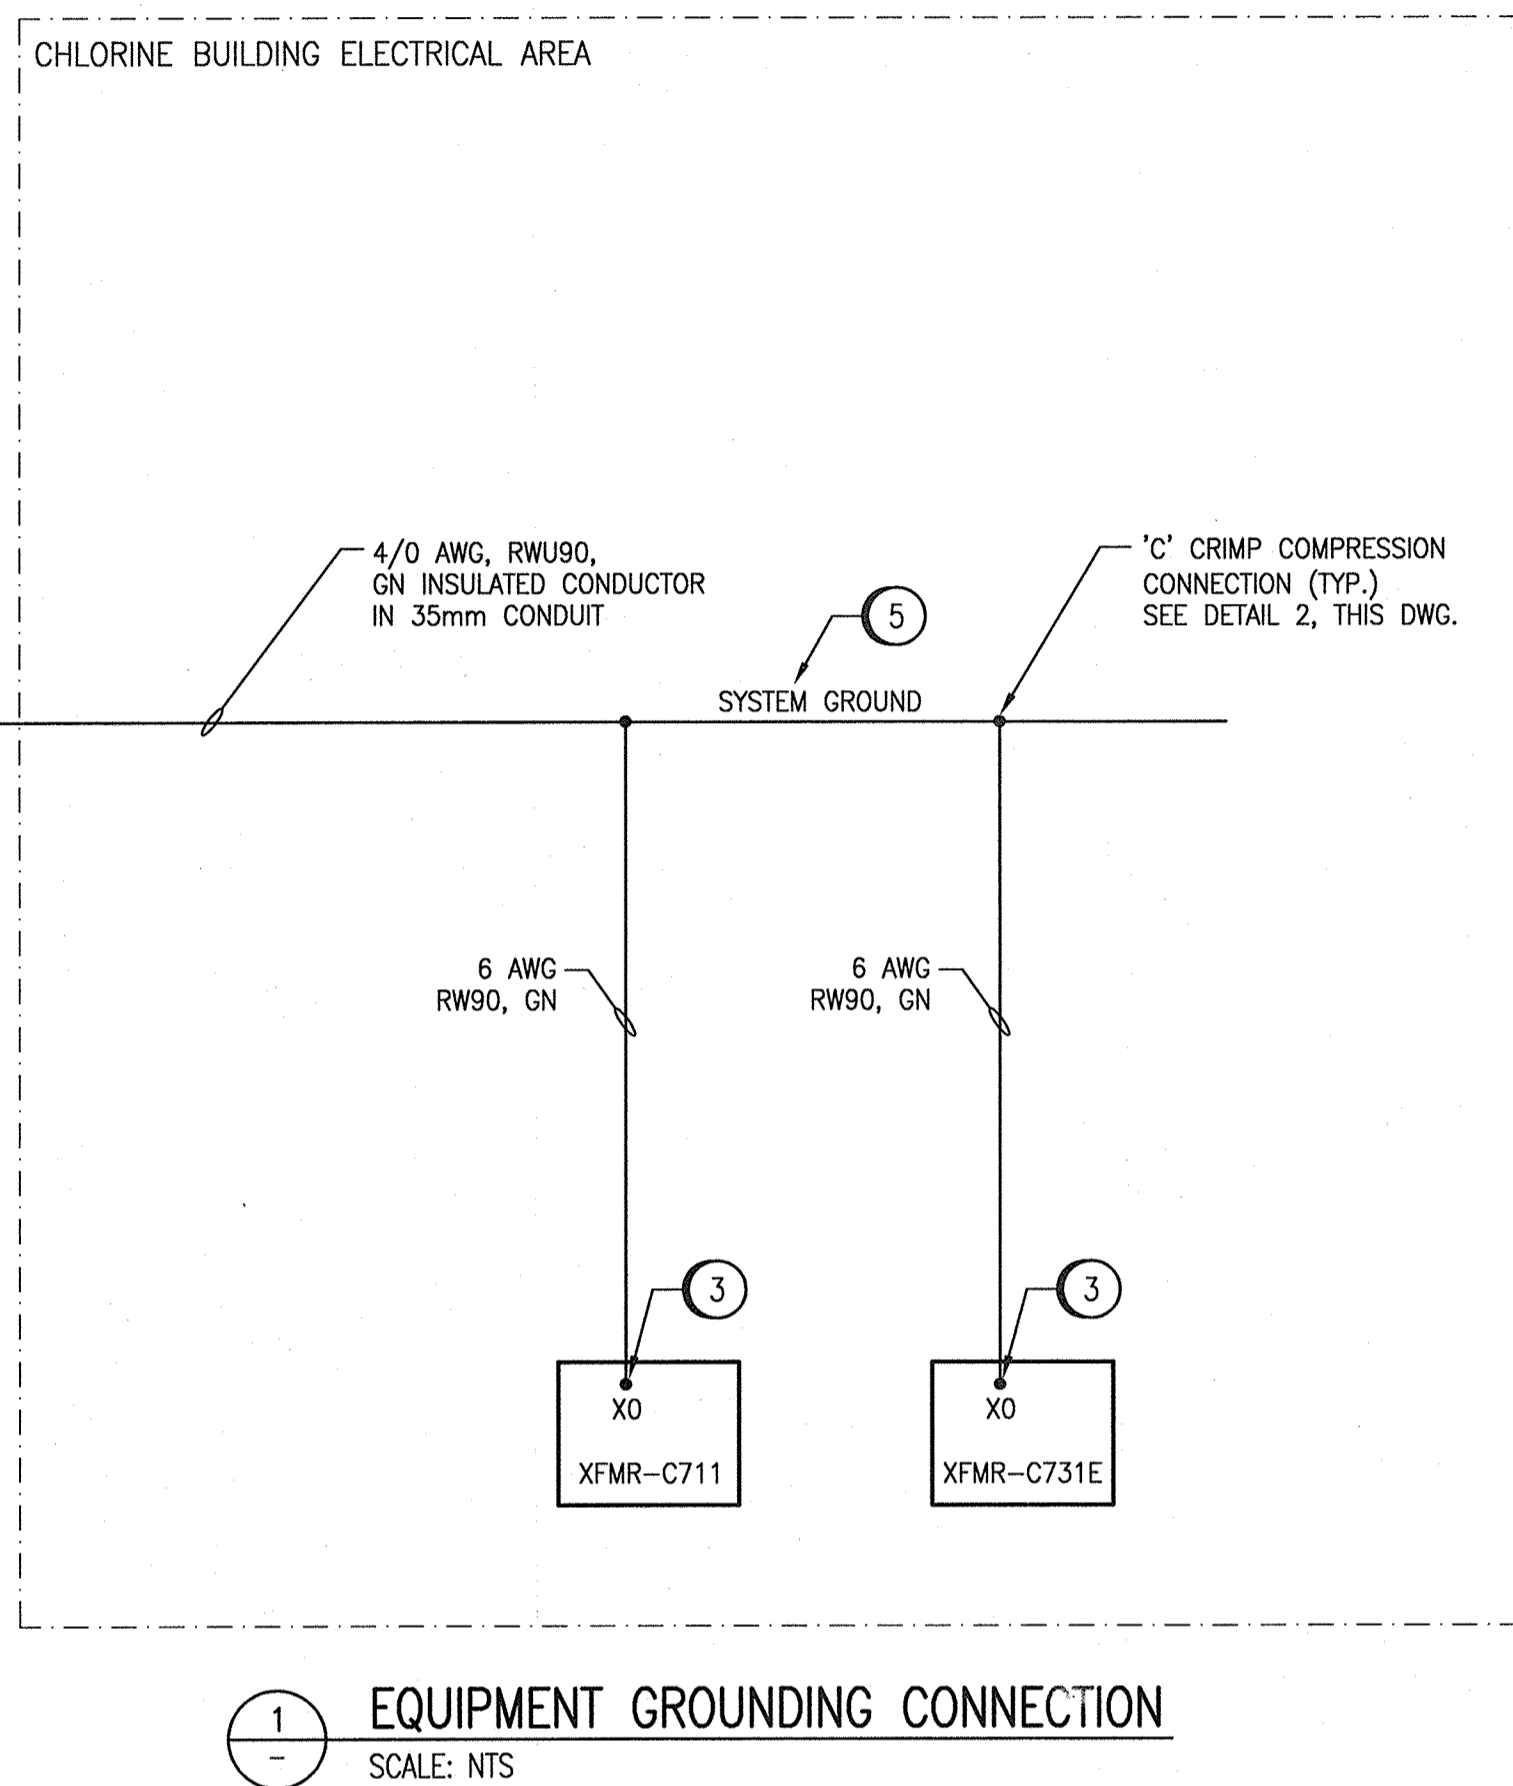 CHLORINE BUILDING ELECTRICAL AREA
4/0 AWG, RWU90,
GN INSULATED CONDUCTOR
IN 35mm CONDUIT
'C' CRIMP COMPRESSION
CONNECTION (TYP.)
SEE DETAIL 2, THIS DWG.
5
SYSTEM GROUND
6 AWG
RW90, GN
6 AWG
RW90, GN
3
3
X0
XFMR-C711
X0
XFMR-C731E
1
-
EQUIPMENT GROUNDING CONNECTION
SCALE: NTS